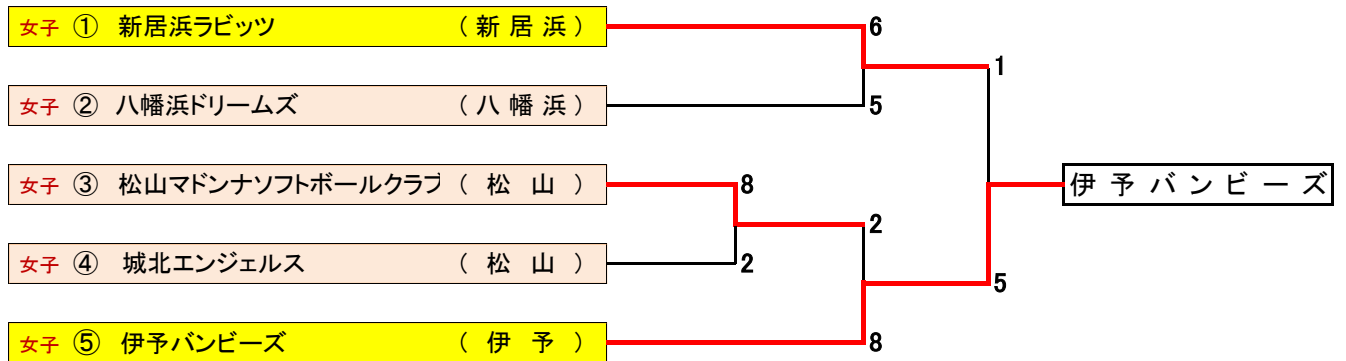 女子 ① 新居浜ラビッツ (新居浜) 6
1
女子 ② 八幡浜ドリームズ (八幡浜) 5
女子 ③ 松山マドンナソフトボールクラブ (松山) 8
伊予バンビーズ
2
女子 ④ 城北エンジェルス (松山) 2
5
女子 ⑤ 伊予バンビーズ (伊予) 8